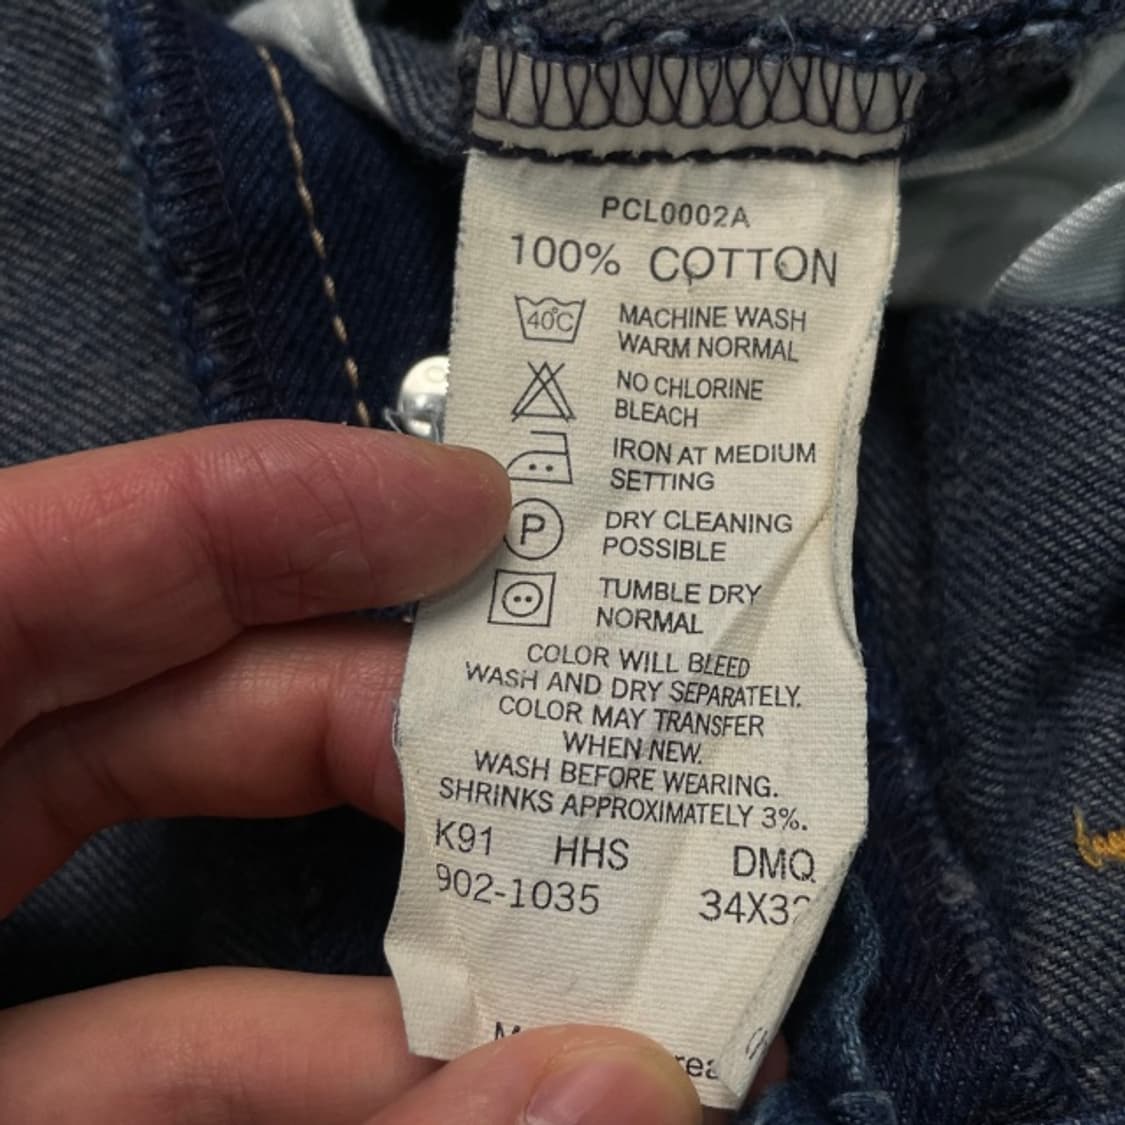 PCL0002A
100% COTTON
40°C MACHINE WASH
WARM NORMAL
NO CHLORINE
BLEACH
IRON AT MEDIUM
SETTING
P DRY CLEANING
POSSIBLE
TUMBLE DRY
NORMAL
COLOR WILL BLEED
WASH AND DRY SEPARATELY.
COLOR MAY TRANSFER
WHEN NEW.
WASH BEFORE WEARING.
SHRINKS APPROXIMATELY 3%.
K91 HHS DMQ
902-1035